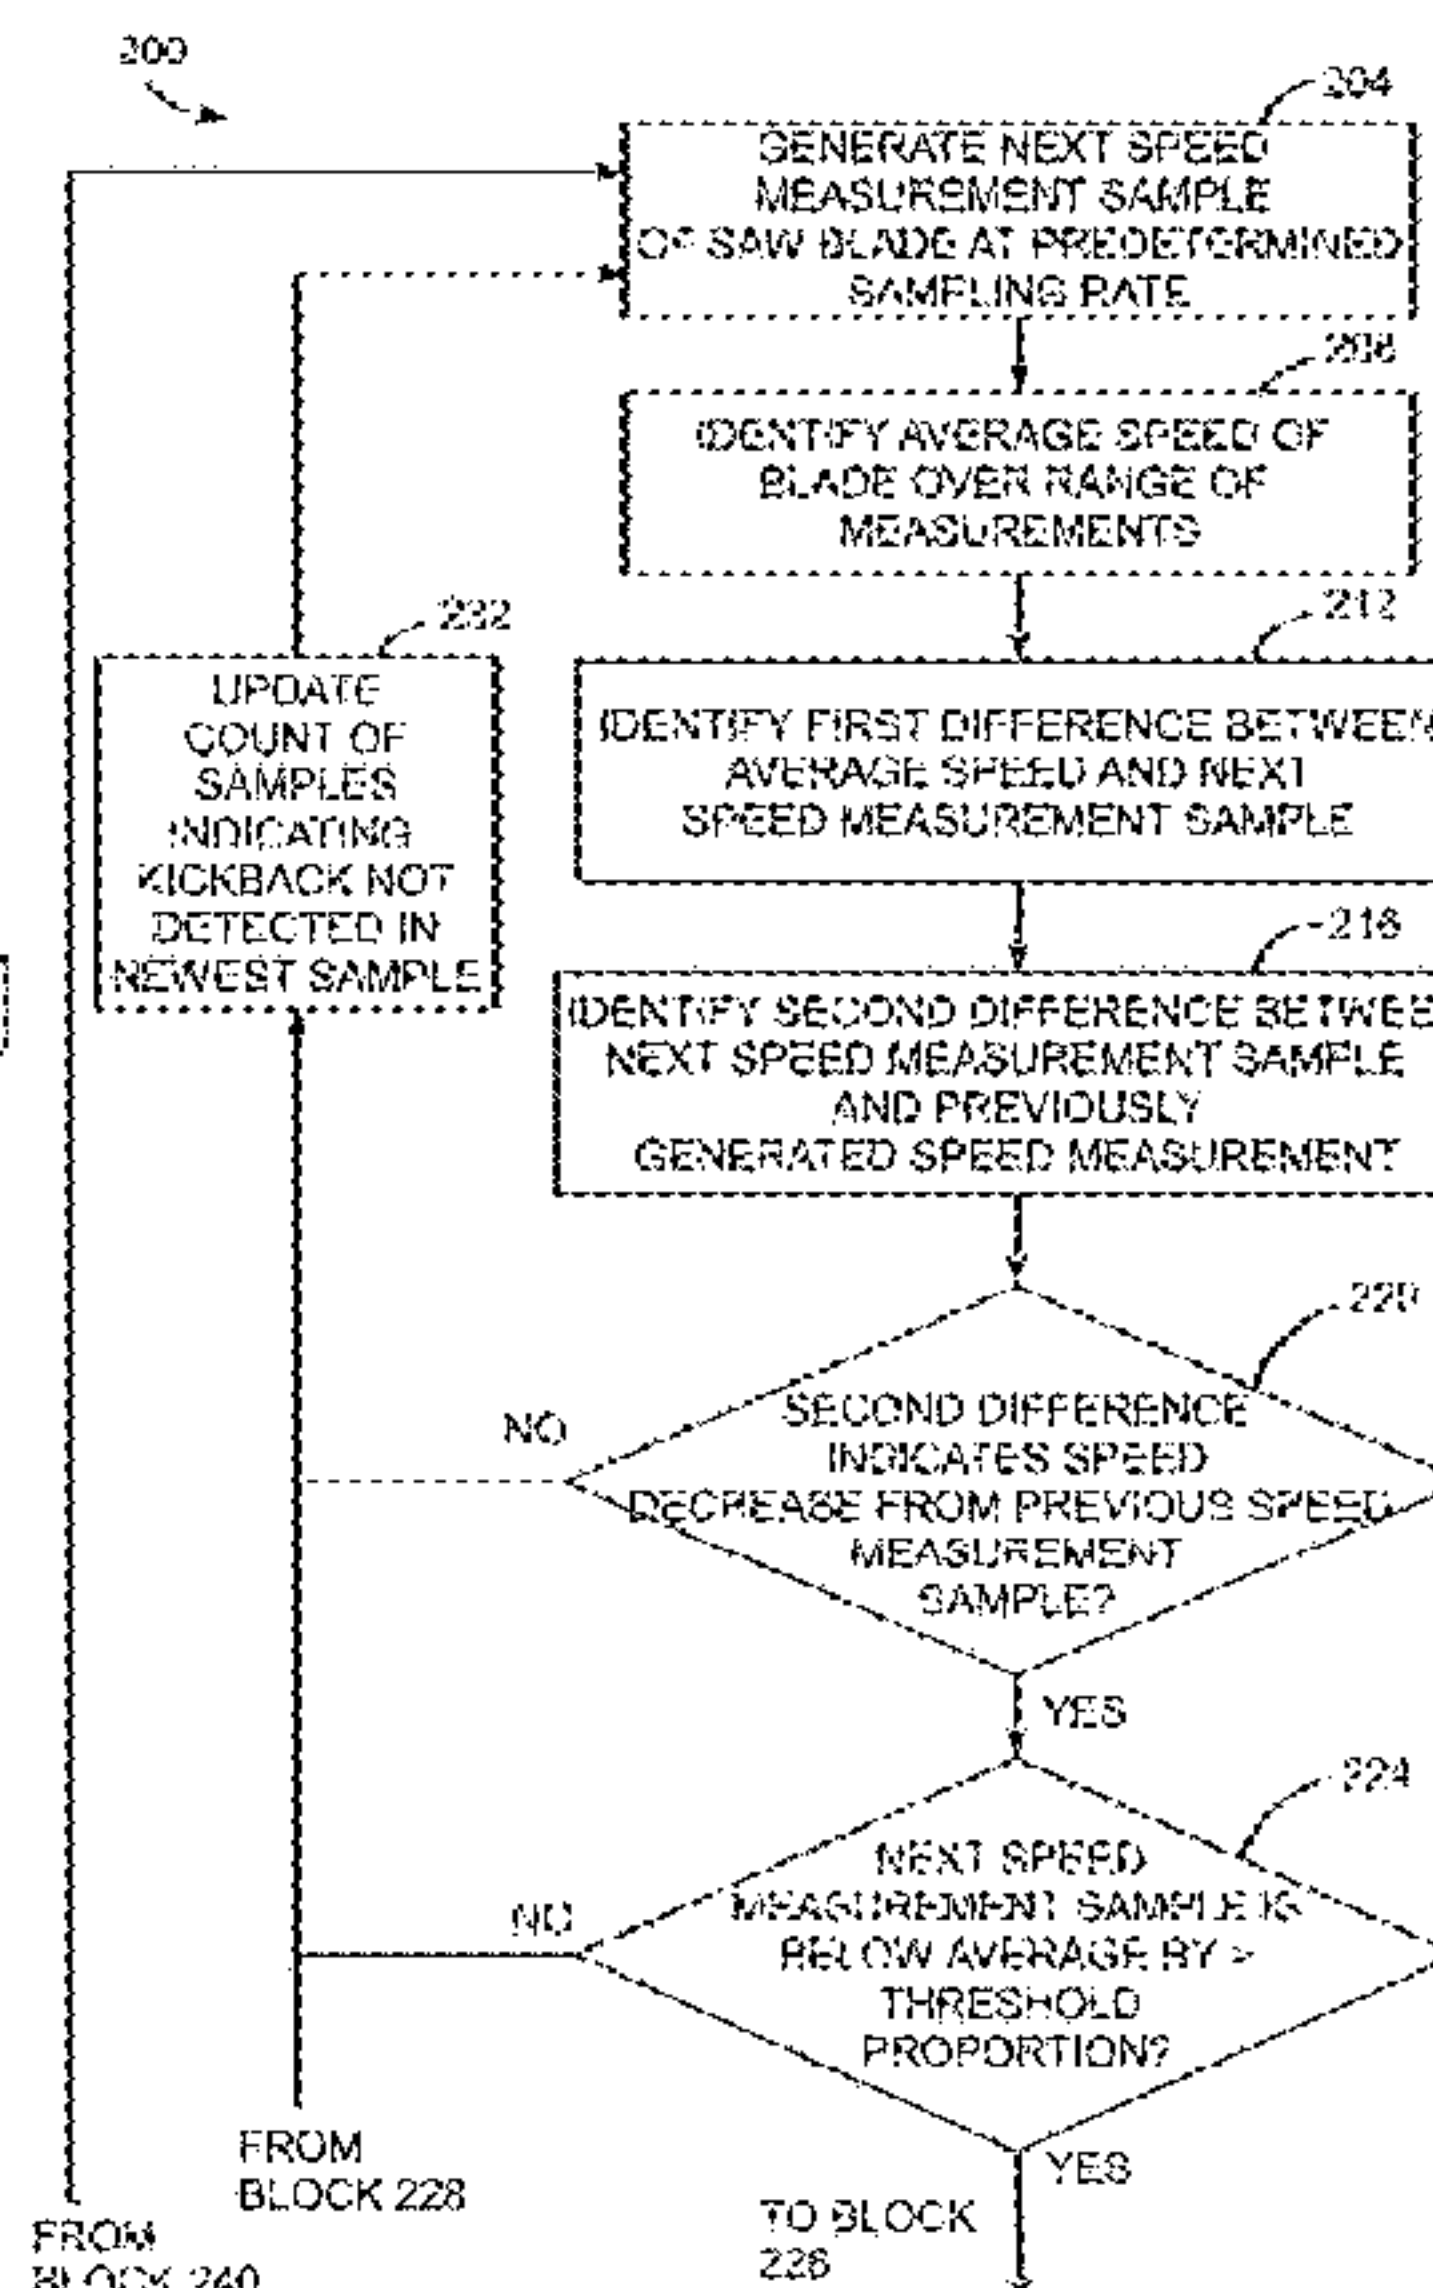 200
204
GENERATE NEXT SPEED
MEASUREMENT SAMPLE
OF SAW BLADE AT PREDETERMINED
SAMPLING RATE
208
IDENTIFY AVERAGE SPEED OF
BLADE OVER RANGE OF
MEASUREMENTS
212
IDENTIFY FIRST DIFFERENCE BETWEEN
AVERAGE SPEED AND NEXT
SPEED MEASUREMENT SAMPLE
232
UPDATE
COUNT OF
SAMPLES
INDICATING
KICKBACK NOT
DETECTED IN
NEWEST SAMPLE
216
IDENTIFY SECOND DIFFERENCE BETWEE
NEXT SPEED MEASUREMENT SAMPLE
AND PREVIOUSLY
GENERATED SPEED MEASUREMENT
220
SECOND DIFFERENCE
INDICATES SPEED
DECREASE FROM PREVIOUS SPEED
MEASUREMENT
SAMPLE?
NO
YES
224
NEXT SPEED
MEASUREMENT SAMPLE IS
BELOW AVERAGE BY >
THRESHOLD
PROPORTION?
NO
YES
FROM
BLOCK 228
TO BLOCK
228
FROM
BLOCK 240